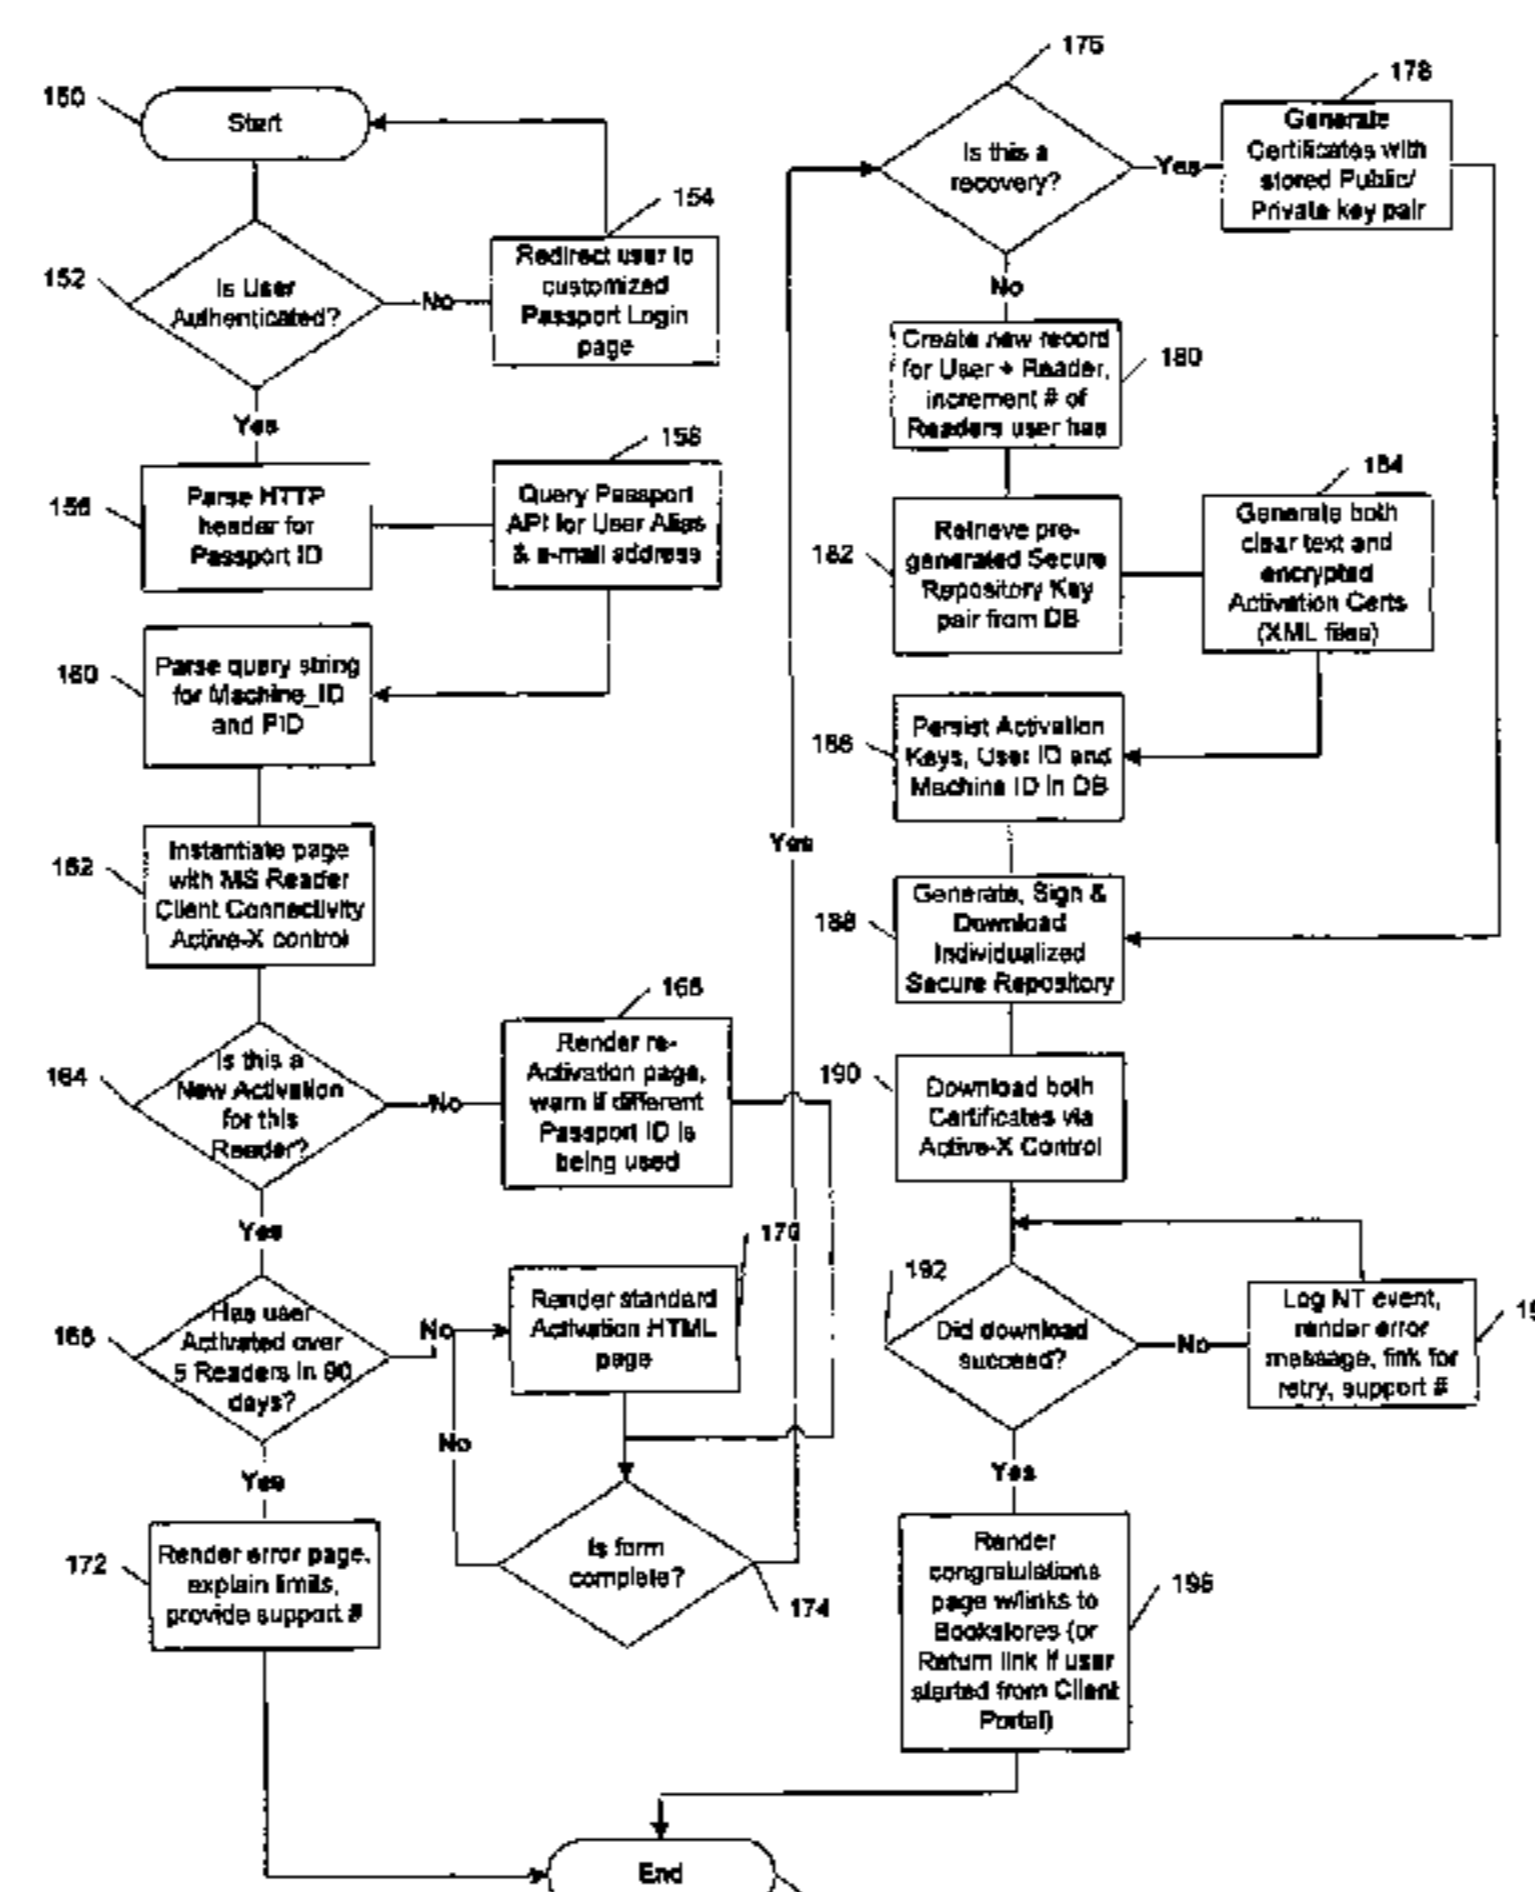 150
Start
154
Redirect user to
customized
Passport Login
page
152
Is User
Authenticated?
No
Yes
156
Parse HTTP
header for
Passport ID
158
Query Passport
API for User Alias
& e-mail address
160
Parse query string
for Machine_ID
and PID
162
Instantiate page
with MS Reader
Client Connectivity
Active-X control
164
Is this a
New Activation
for this
Reader?
No
Render re-
Activation page,
warn if different
Passport ID is
being used
Yes
Has user
Activated over
5 Readers in 90
days?
No
170
Render standard
Activation HTML
page
No
Yes
172
Render error page,
explain limits,
provide support #
Is form
complete?
174
Yes
176
Is this a
recovery?
Yes
178
Generate
Certificates with
stored Public/
Private key pair
No
180
Create new record
for User + Reader,
increment # of
Readers user has
182
Retrieve pre-
generated Secure
Repository Key
pair from DB
184
Generate both
clear text and
encrypted
Activation Certs
(XML files)
186
Persist Activation
Keys, User ID and
Machine ID in DB
188
Generate, Sign &
Download
Individualized
Secure Repository
190
Download both
Certificates via
Active-X Control
192
Did download
succeed?
No
Log NT event,
render error
message, link for
retry, support #
Yes
196
Render
congratulations
page w/links to
Bookstores (or
Return link if user
started from Client
Portal)
End